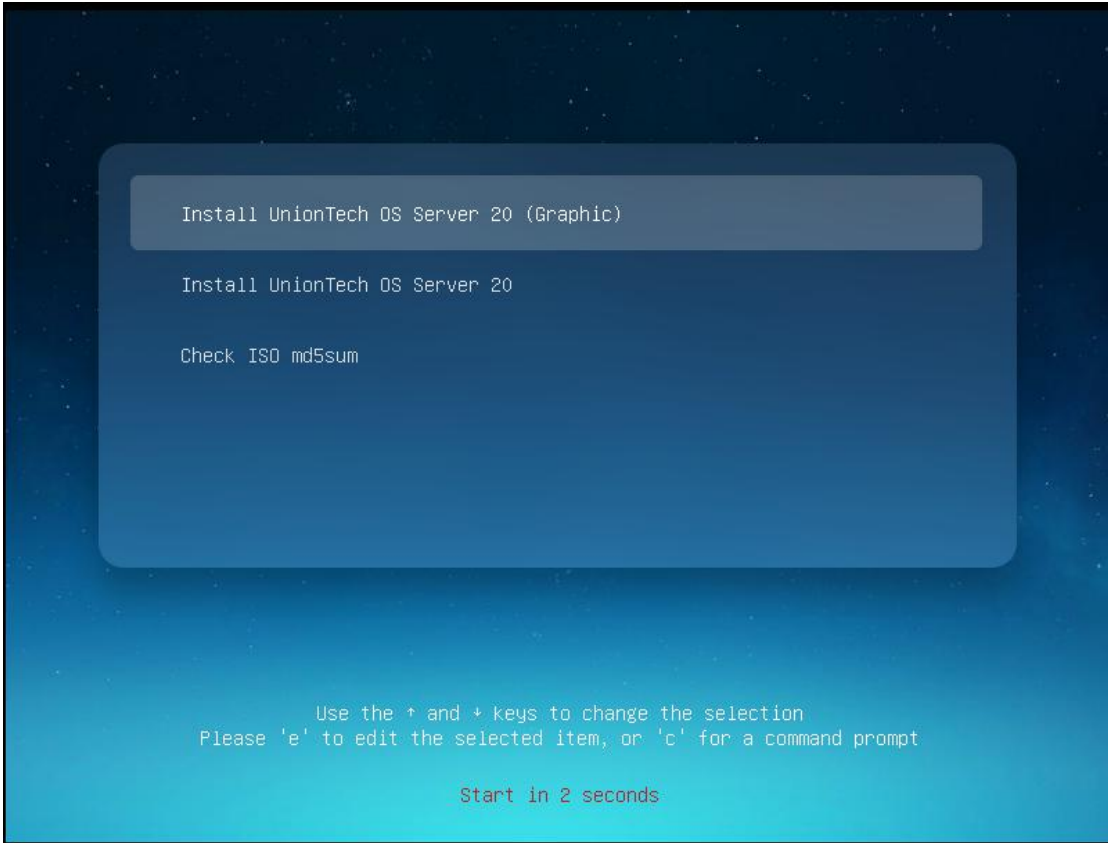 Install UnionTech OS Server 20 (Graphic)
Install UnionTech OS Server 20
Check ISO md5sum
Use the ↑ and ↓ keys to change the selection
Please 'e' to edit the selected item, or 'c' for a command prompt
Start in 2 seconds